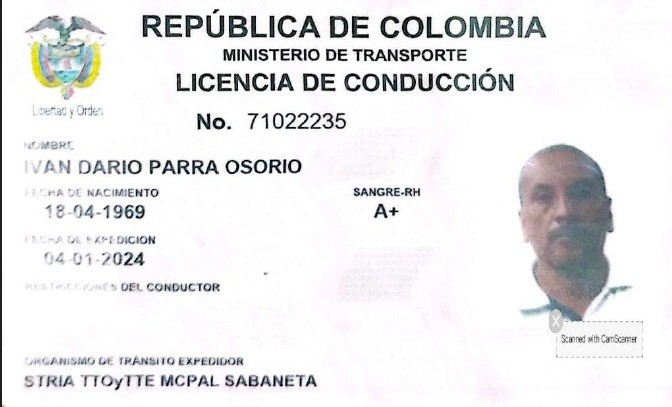 REPÚBLICA DE COLOMBIA
MINISTERIO DE TRANSPORTE
LICENCIA DE CONDUCCIÓN
Libertad y Orden
No. 71022235
NOMBRE
IVAN DARIO PARRA OSORIO
FECHA DE NACIMIENTO
SANGRE-RH
18-04-1969
A+
FECHA DE EXPEDICION
04-01-2024
RESTRICCIONES DEL CONDUCTOR
X
Scanned with CamScanner
ORGANISMO DE TRÁNSITO EXPEDIDOR
STRIA TTOyTTE MCPAL SABANETA